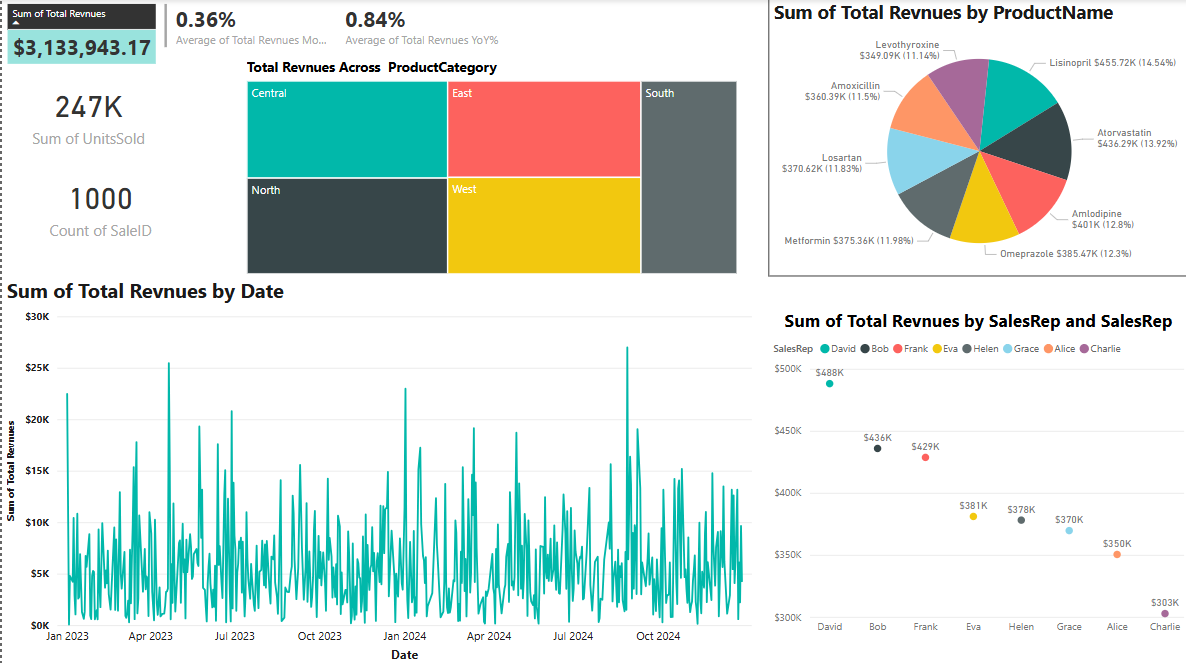 Sum of Total Revnues
$3,133,943.17
0.36%
Average of Total Revnues Mo...
0.84%
Average of Total Revnues YoY%
247K
Sum of UnitsSold
1000
Count of SaleID
Total Revnues Across ProductCategory
Central
East
South
North
West
Sum of Total Revnues by ProductName
Levothyroxine
$349.09K (11.14%)
Lisinopril $455.72K (14.54%)
Amoxicillin
$360.39K (11.5%)
Atorvastatin
$436.29K (13.92%)
Losartan
$370.62K (11.83%)
Amlodipine
$401K (12.8%)
Metformin $375.36K (11.98%)
Omeprazole $385.47K (12.3%)
Sum of Total Revnues by Date
Sum of Total Revnues
$30K
$25K
$20K
$15K
$10K
$5K
$0K
Jan 2023
Apr 2023
Jul 2023
Oct 2023
Jan 2024
Apr 2024
Jul 2024
Oct 2024
Date
Sum of Total Revnues by SalesRep and SalesRep
SalesRep David Bob Frank Eva Helen Grace Alice Charlie
$500K
$450K
$400K
$350K
$300K
$488K
$436K
$429K
$381K
$378K
$370K
$350K
$303K
David
Bob
Frank
Eva
Helen
Grace
Alice
Charlie